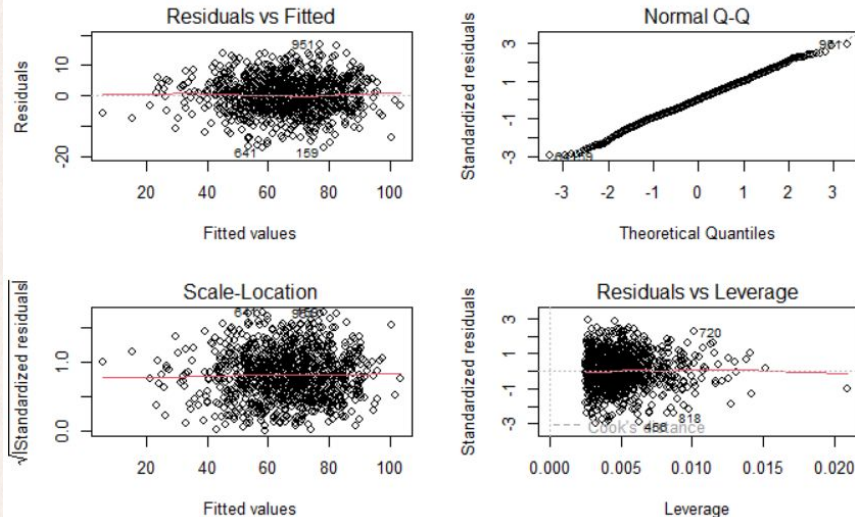 Residuals vs Fitted
Residuals
10
0
-20
951
641
159
20 40 60 80 100
Fitted values
Normal Q-Q
Standardized residuals
3
1
-1
-3
-3 -2 -1 0 1 2 3
Theoretical Quantiles
Scale-Location
√|Standardized residuals|
1.0
0.0
641
20 40 60 80 100
Fitted values
Residuals vs Leverage
Standardized residuals
3
1
-1
-3
720
818
Cook's distance
0.000 0.005 0.010 0.015 0.020
Leverage